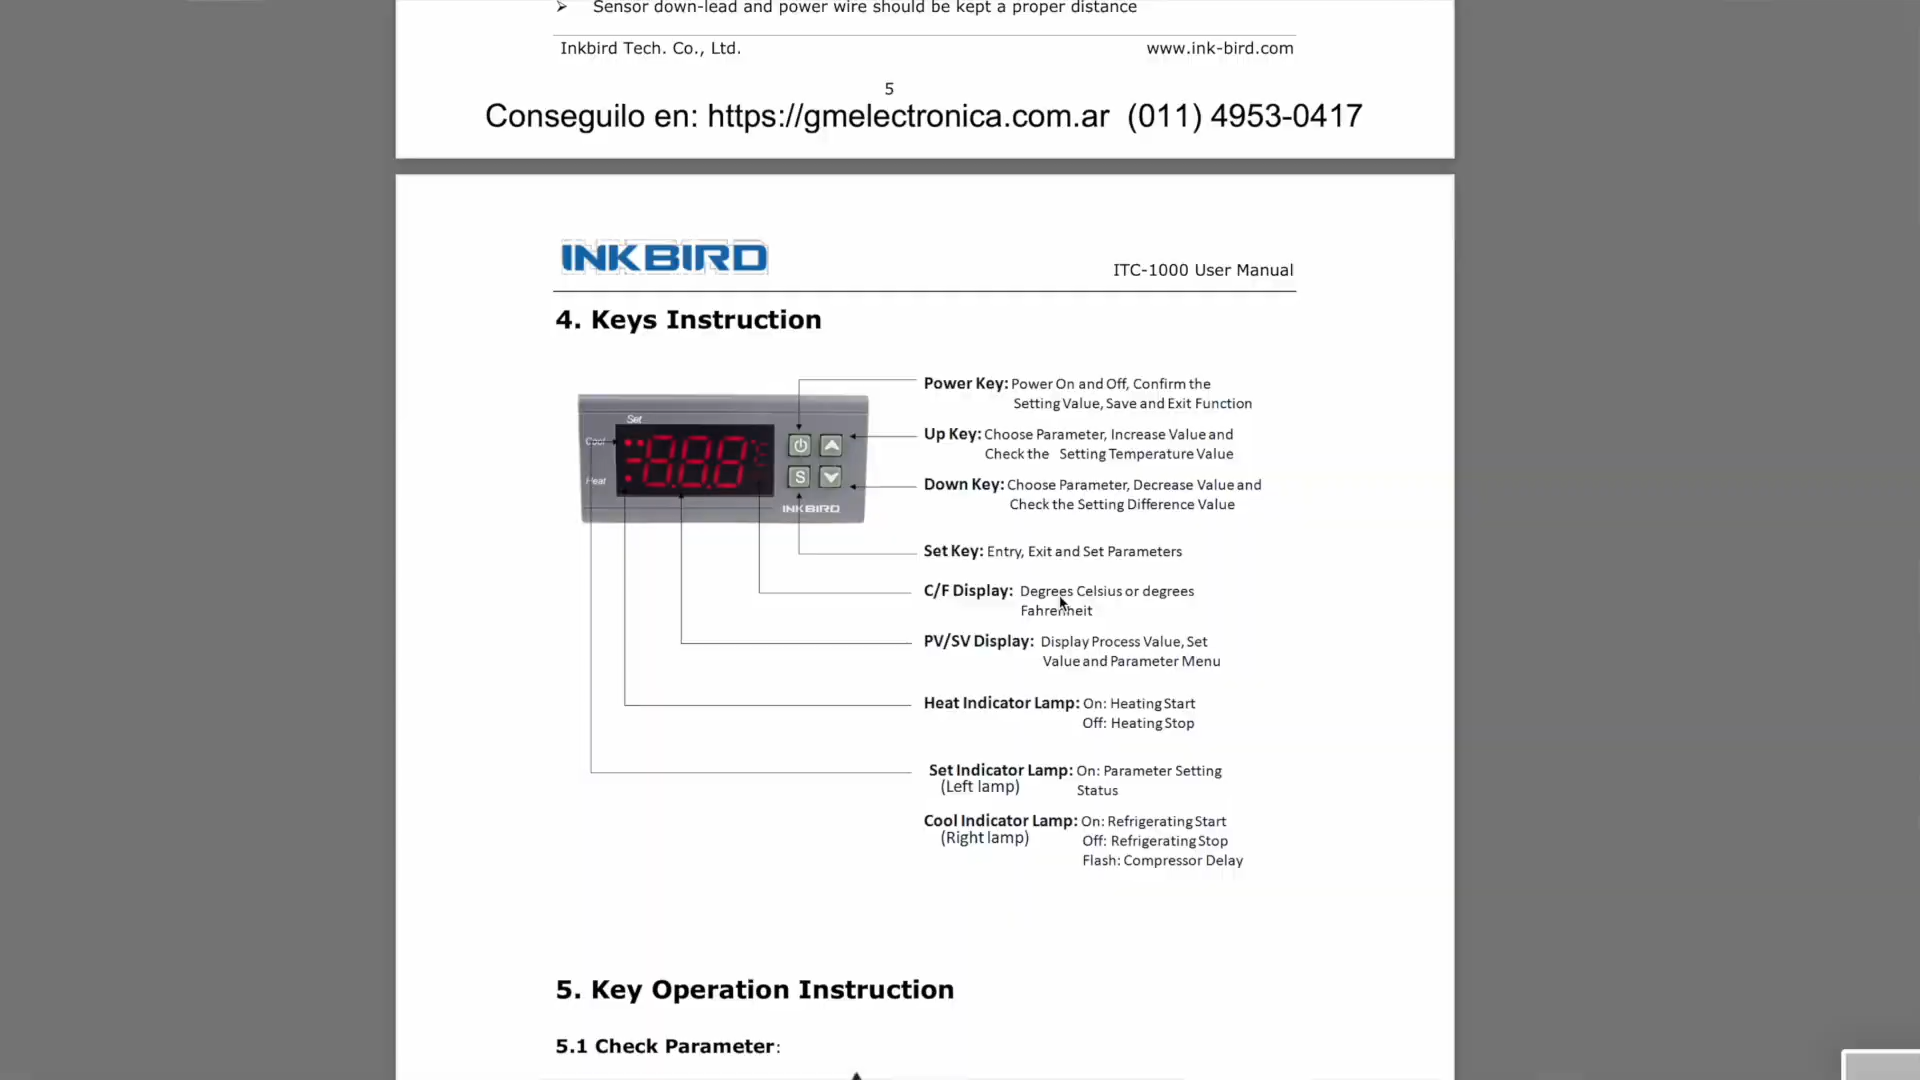 ➢ Sensor down-lead and power wire should be kept a proper distance
Inkbird Tech. Co., Ltd. www.ink-bird.com
5
Conseguilo en: https://gmelectronica.com.ar (011) 4953-0417
INKBIRD
ITC-1000 User Manual
4. Keys Instruction
Set
Cool
Heat
-8.8.8
S
INKBIRD
Power Key: Power On and Off, Confirm the
Setting Value, Save and Exit Function
Up Key: Choose Parameter, Increase Value and
Check the Setting Temperature Value
Down Key: Choose Parameter, Decrease Value and
Check the Setting Difference Value
Set Key: Entry, Exit and Set Parameters
C/F Display: Degrees Celsius or degrees
Fahrenheit
PV/SV Display: Display Process Value, Set
Value and Parameter Menu
Heat Indicator Lamp: On: Heating Start
Off: Heating Stop
Set Indicator Lamp: On: Parameter Setting
(Left lamp) Status
Cool Indicator Lamp: On: Refrigerating Start
(Right lamp) Off: Refrigerating Stop
Flash: Compressor Delay
5. Key Operation Instruction
5.1 Check Parameter: